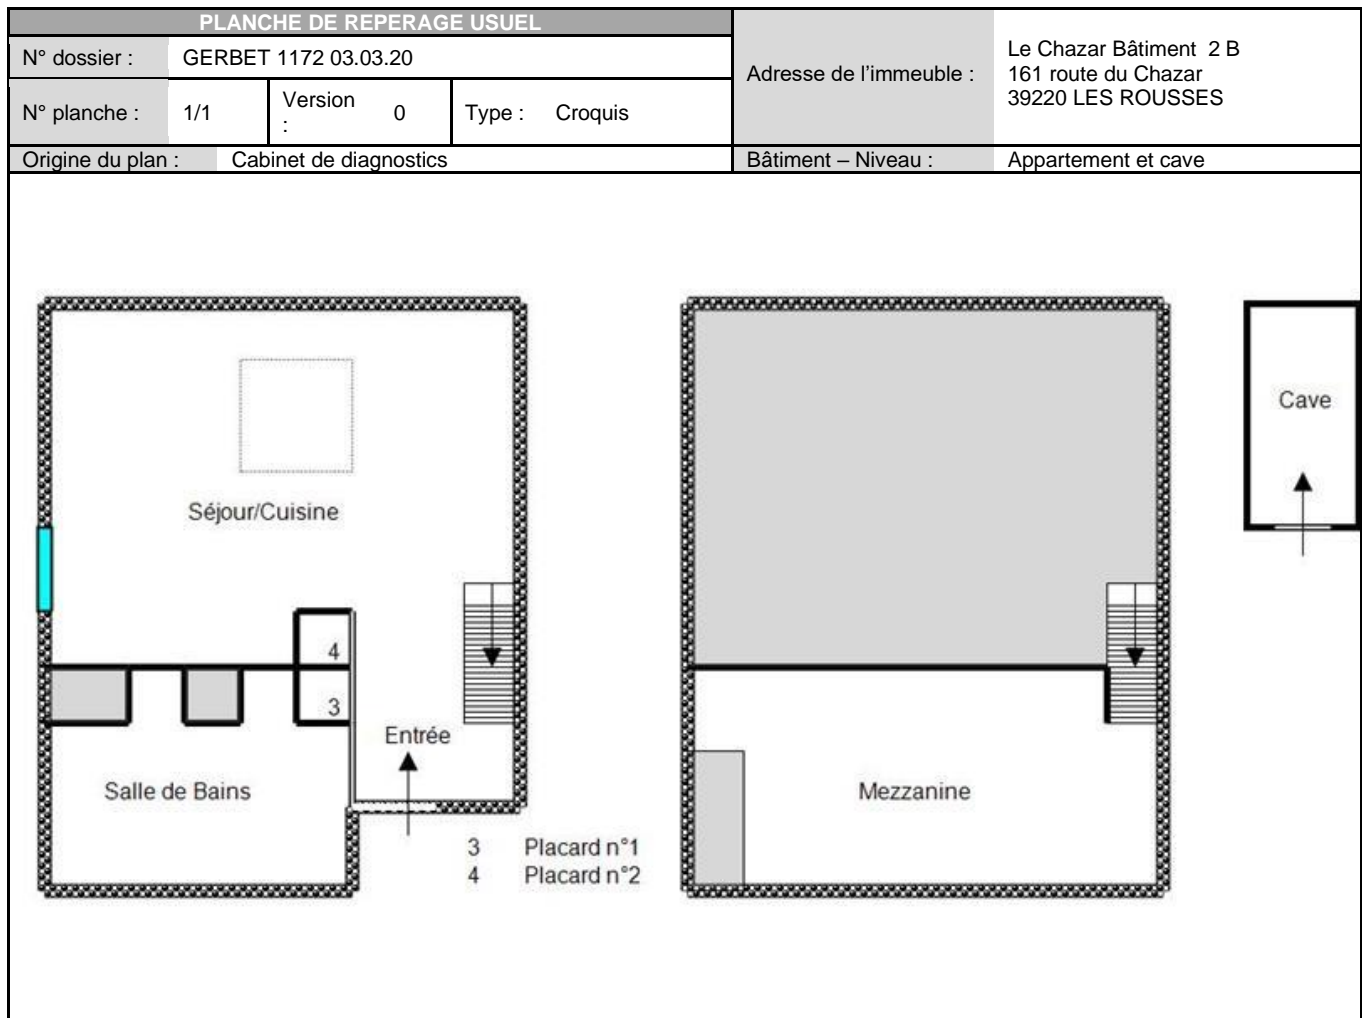 PLANCHE DE REPERAGE USUEL
N° dossier : GERBET 1172 03.03.20
Adresse de l'immeuble :
Le Chazar Bâtiment 2 B
161 route du Chazar
39220 LES ROUSSES
N° planche : 1/1
Version : 0
Type : Croquis
Origine du plan : Cabinet de diagnostics
Bâtiment – Niveau : Appartement et cave
Cave
Séjour/Cuisine
4
3
Entrée
Salle de Bains
Mezzanine
3 Placard n°1
4 Placard n°2